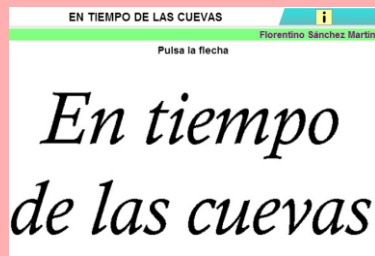 EN TIEMPO DE LAS CUEVAS
i
Florentino Sánchez Martín
Pulsa la flecha
En tiempo
de las cuevas